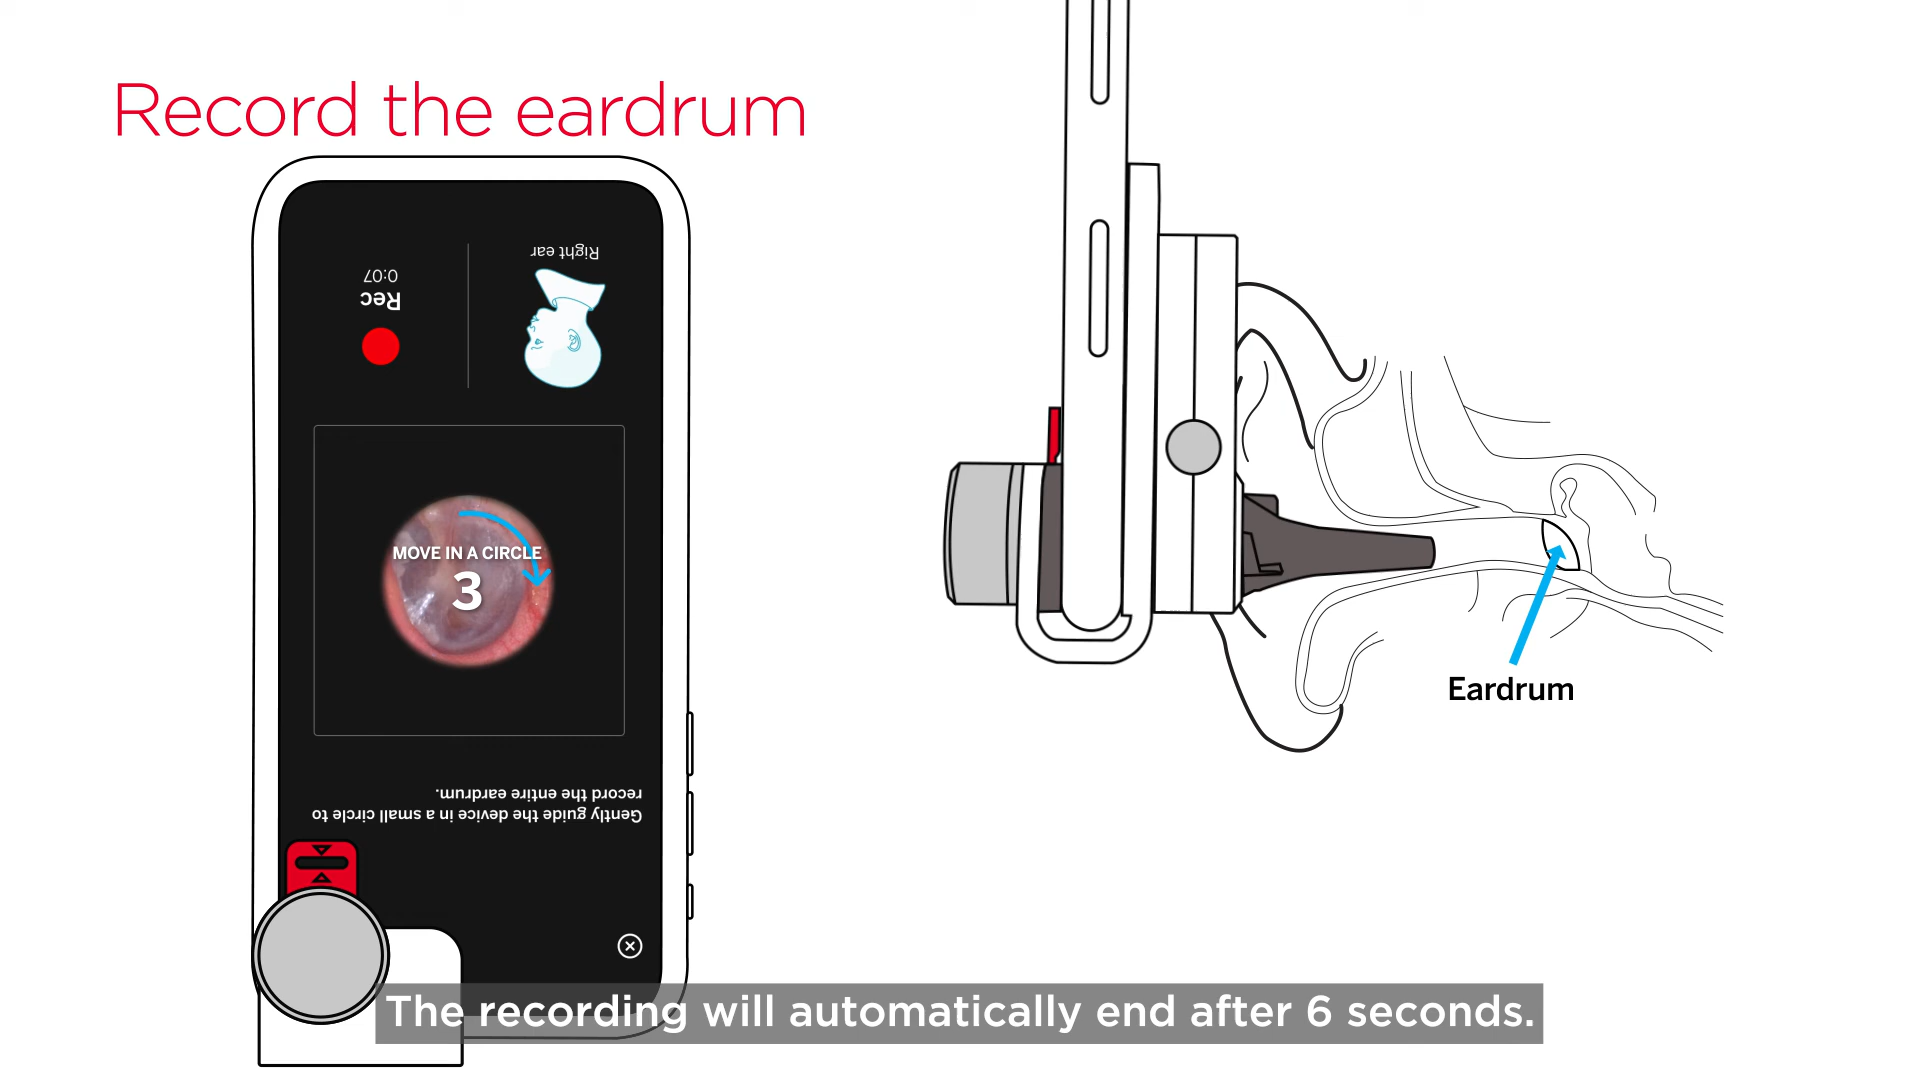 Record the eardrum
Right ear
0:07
Rec
MOVE IN A CIRCLE
3
Gently guide the device in a small circle to
record the entire eardrum.
Eardrum
The recording will automatically end after 6 seconds.